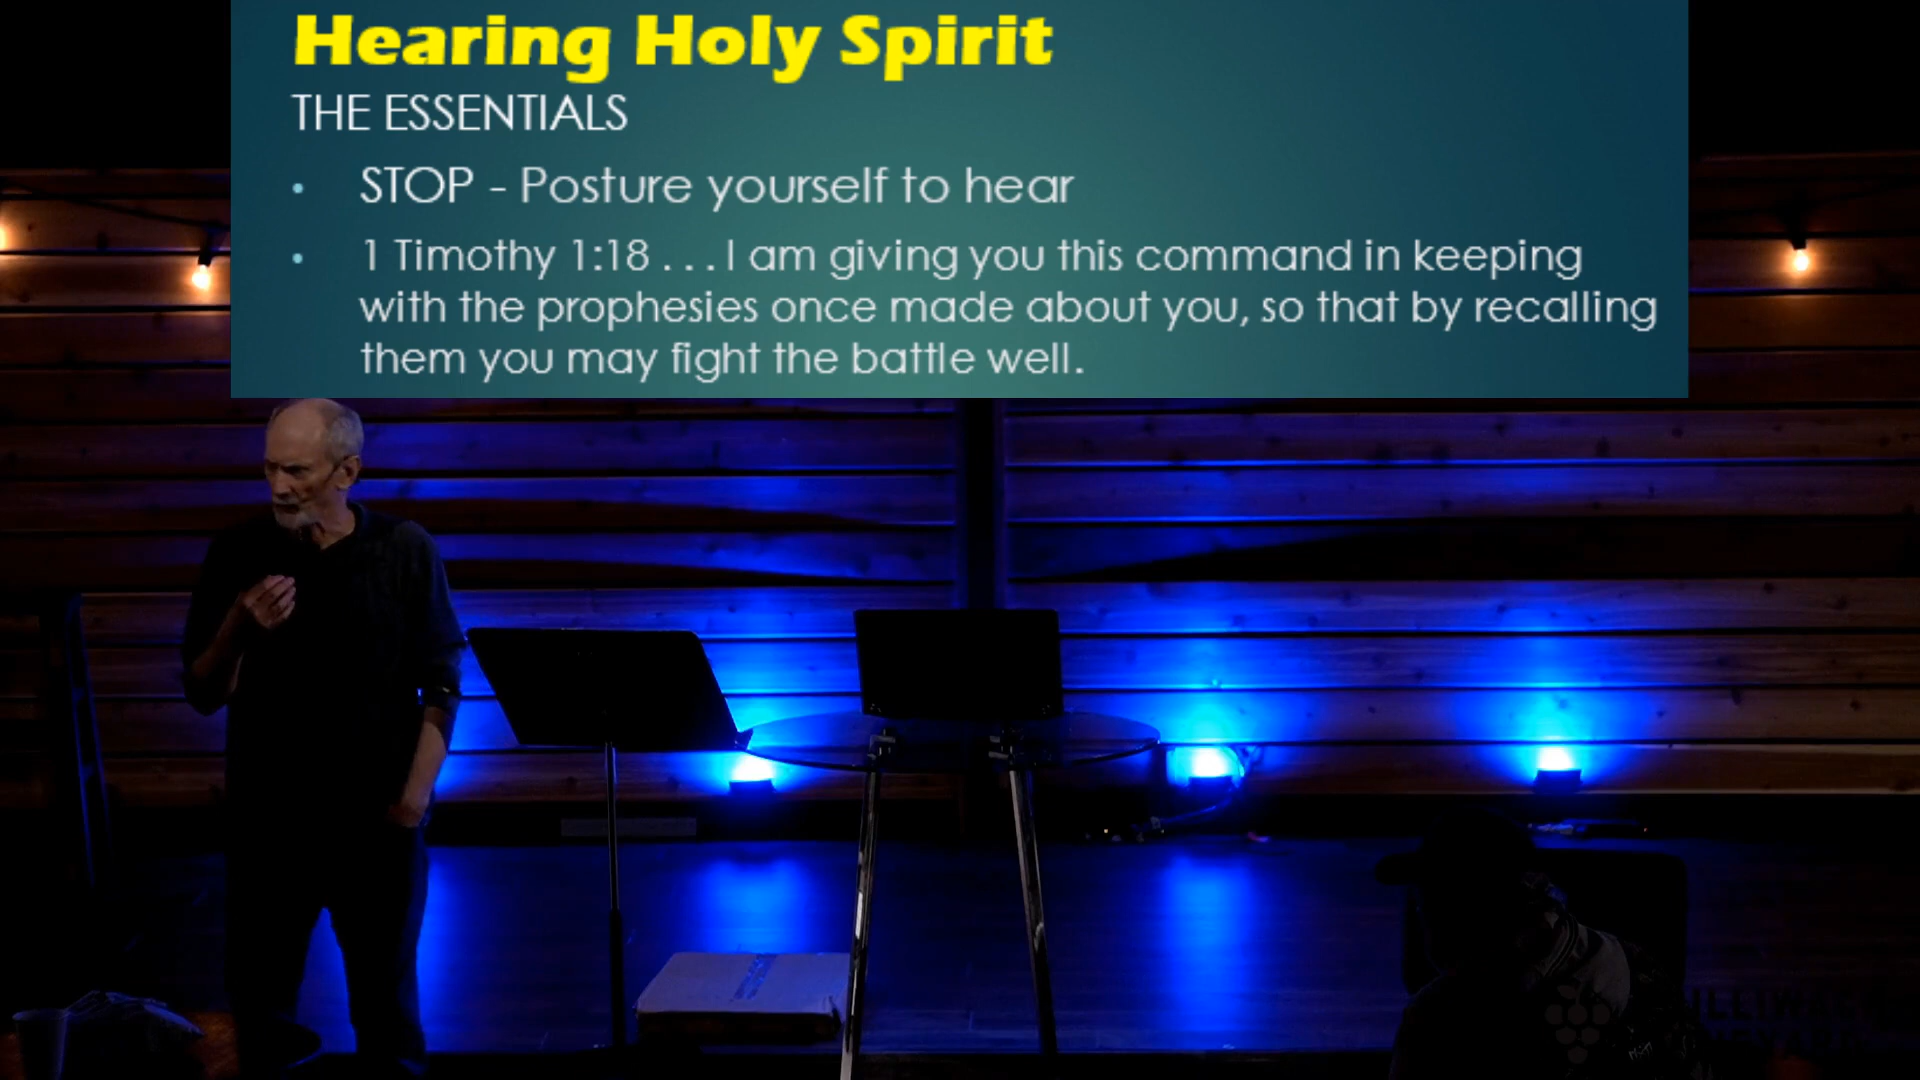 Hearing Holy Spirit
THE ESSENTIALS
• STOP - Posture yourself to hear
• 1 Timothy 1:18 . . . I am giving you this command in keeping
with the prophesies once made about you, so that by recalling
them you may fight the battle well.